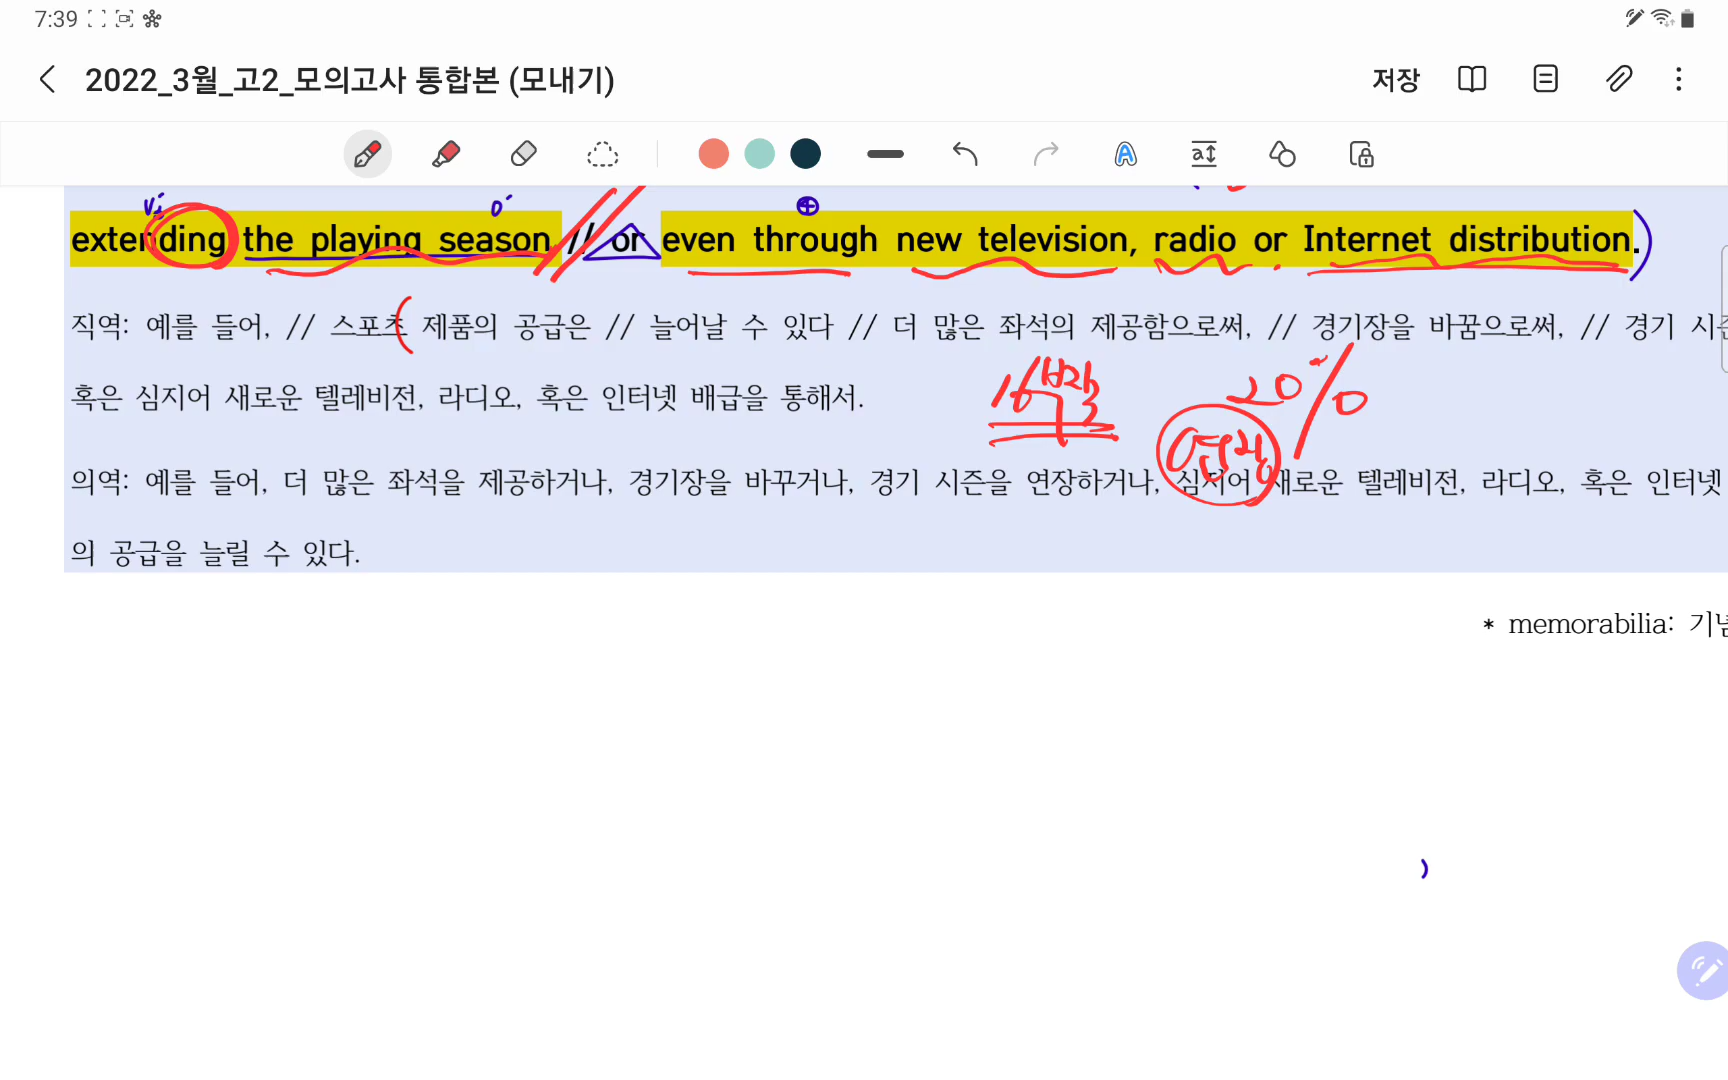 7:39
2022_3월_고2_모의고사 통합본 (모내기)
저장
extending the playing season, // or even through new television, radio or Internet distribution.
직역: 예를 들어, // 스포츠 제품의 공급은 // 늘어날 수 있다 // 더 많은 좌석의 제공함으로써, // 경기장을 바꿈으로써, // 경기
혹은 심지어 새로운 텔레비전, 라디오, 혹은 인터넷 배급을 통해서.
20%
의역: 예를 들어, 더 많은 좌석을 제공하거나, 경기장을 바꾸거나, 경기 시즌을 연장하거나, 심지어 새로운 텔레비전, 라디오, 혹은 인터넷
의 공급을 늘릴 수 있다.
* memorabilia: